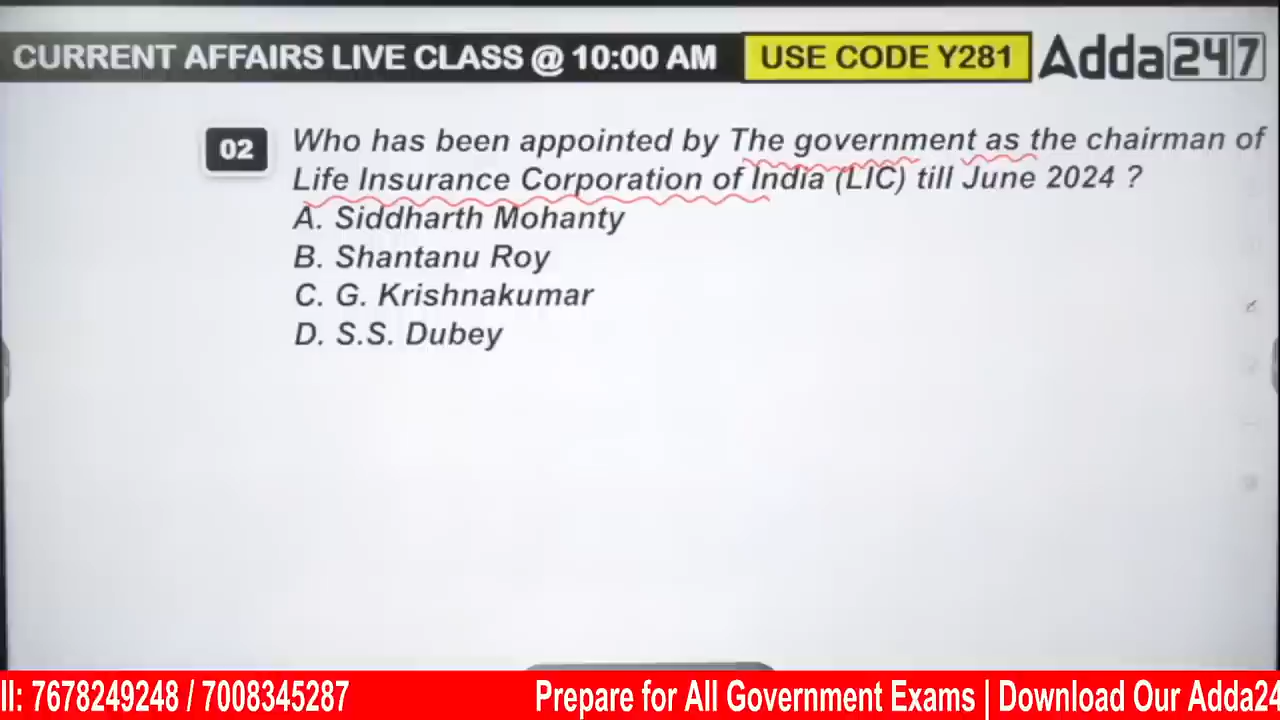 CURRENT AFFAIRS LIVE CLASS @ 10:00 AM USE CODE Y281 Adda247
02 Who has been appointed by The government as the chairman of
Life Insurance Corporation of India (LIC) till June 2024 ?
A. Siddharth Mohanty
B. Shantanu Roy
C. G. Krishnakumar
D. S.S. Dubey
ll: 7678249248 / 7008345287 Prepare for All Government Exams | Download Our Adda24